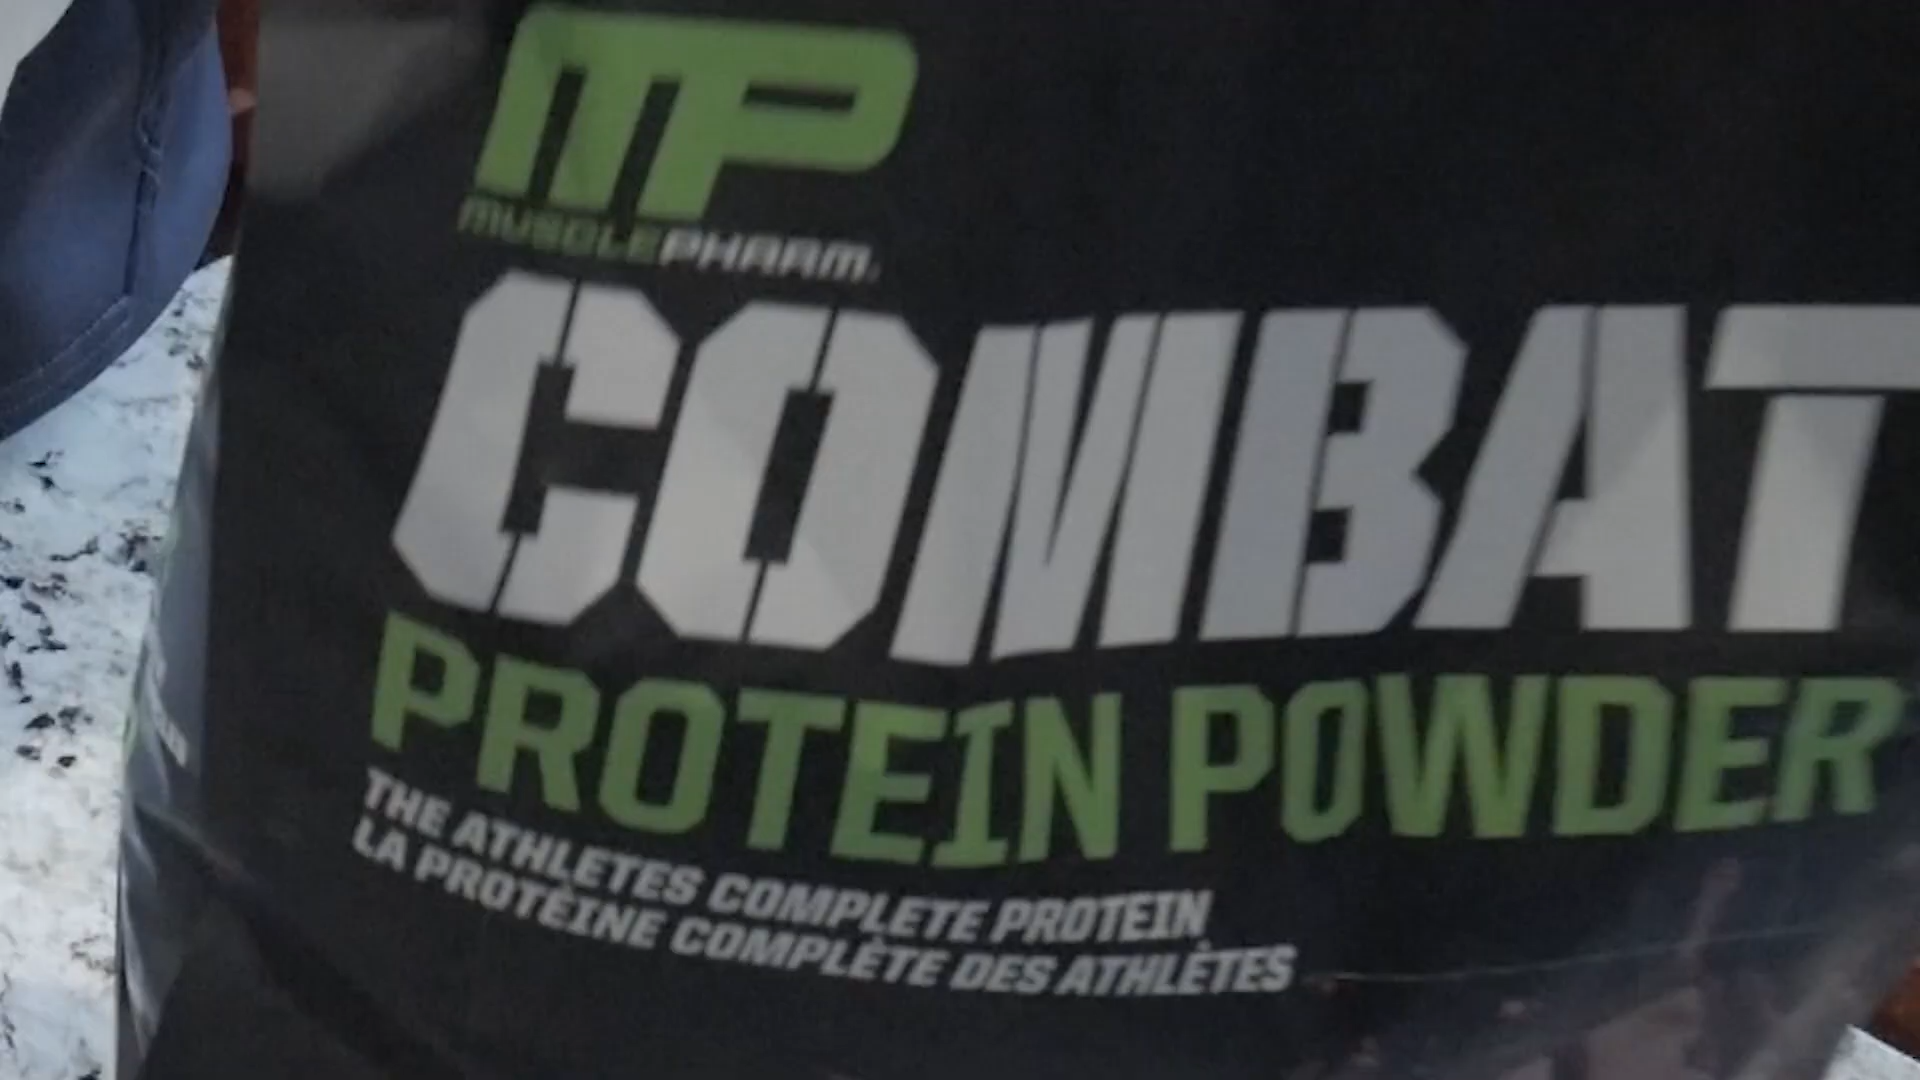 MP
MUSCLEPHARM.
COMBAT
PROTEIN POWDER
THE ATHLETES COMPLETE PROTEIN
LA PROTÉINE COMPLÈTE DES ATHLÈTES